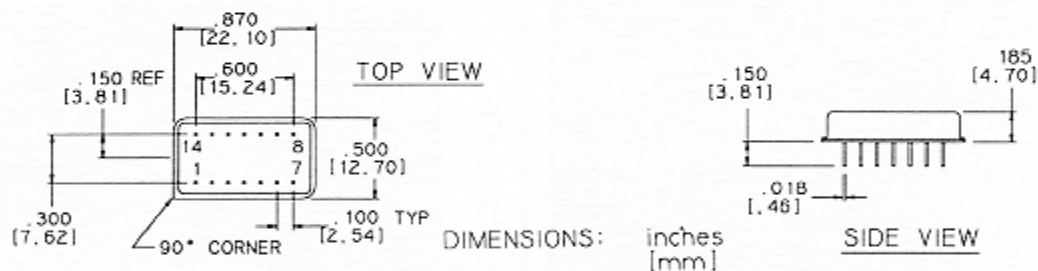 .870
[22.10]
.600
[15.24]
TOP VIEW
.150 REF
[3.81]
14
8
1
7
.500
[12.70]
.300
[7.62]
.100 TYP
[2.54]
90° CORNER
DIMENSIONS: inches
[mm]
.185
[4.70]
.150
[3.81]
.018
[.46]
SIDE VIEW